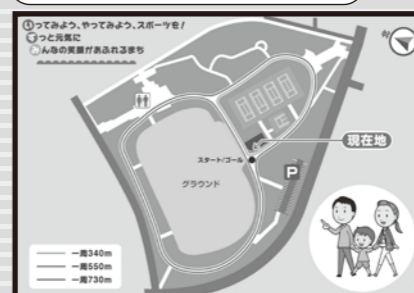 ってみよう、やってみよう、スポーツを!
っと元気に
んなの笑顔があふれるまち
現在地
スタート/ゴール
P
グラウンド
一周340m
一周550m
一周730m